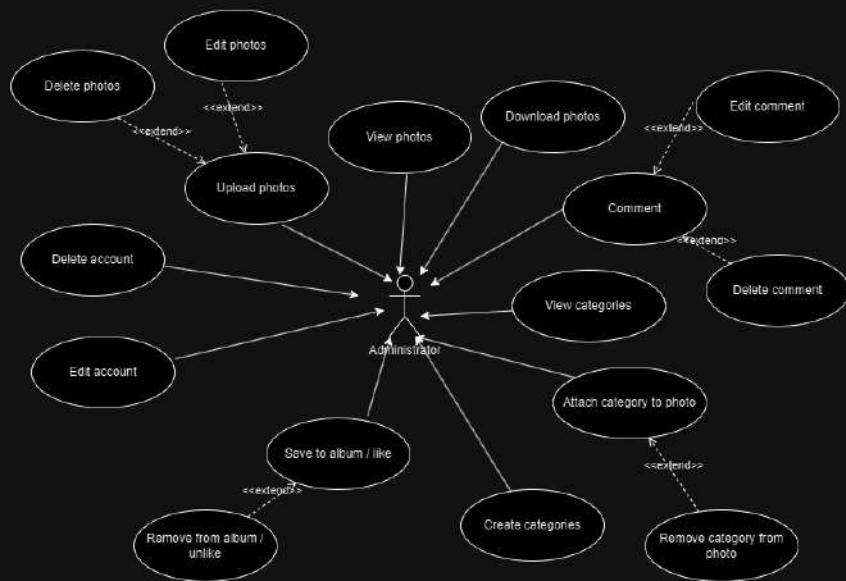 Edit photos
Delete photos
<<extend>>
<<extend>>
Upload photos
View photos
Download photos
Edit comment
<<extend>>
Comment
<<extend>>
Delete comment
Delete account
View categories
Administrator
Edit account
Attach category to photo
Save to album / like
<<extend>>
<<extend>>
Remove from album /
unlike
Create categories
Remove category from
photo